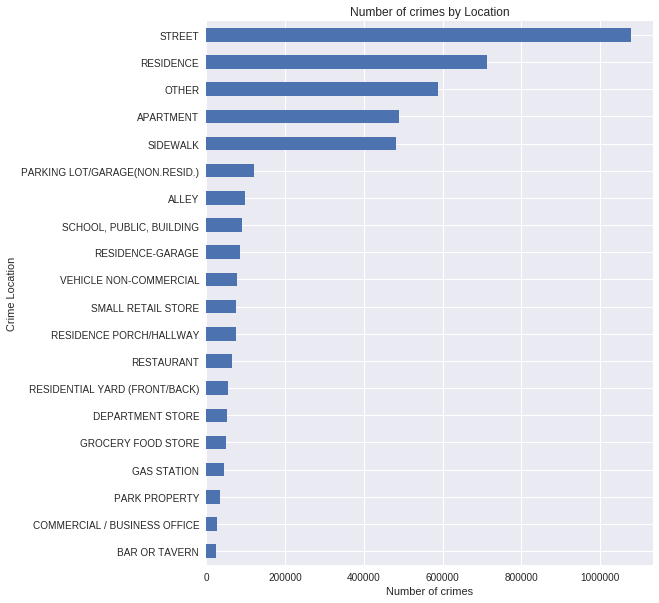 Number of crimes by Location
Crime Location
STREET
RESIDENCE
OTHER
APARTMENT
SIDEWALK
PARKING LOT/GARAGE(NON.RESID.)
ALLEY
SCHOOL, PUBLIC, BUILDING
RESIDENCE-GARAGE
VEHICLE NON-COMMERCIAL
SMALL RETAIL STORE
RESIDENCE PORCH/HALLWAY
RESTAURANT
RESIDENTIAL YARD (FRONT/BACK)
DEPARTMENT STORE
GROCERY FOOD STORE
GAS STATION
PARK PROPERTY
COMMERCIAL / BUSINESS OFFICE
BAR OR TAVERN
0 200000 400000 600000 800000 1000000
Number of crimes